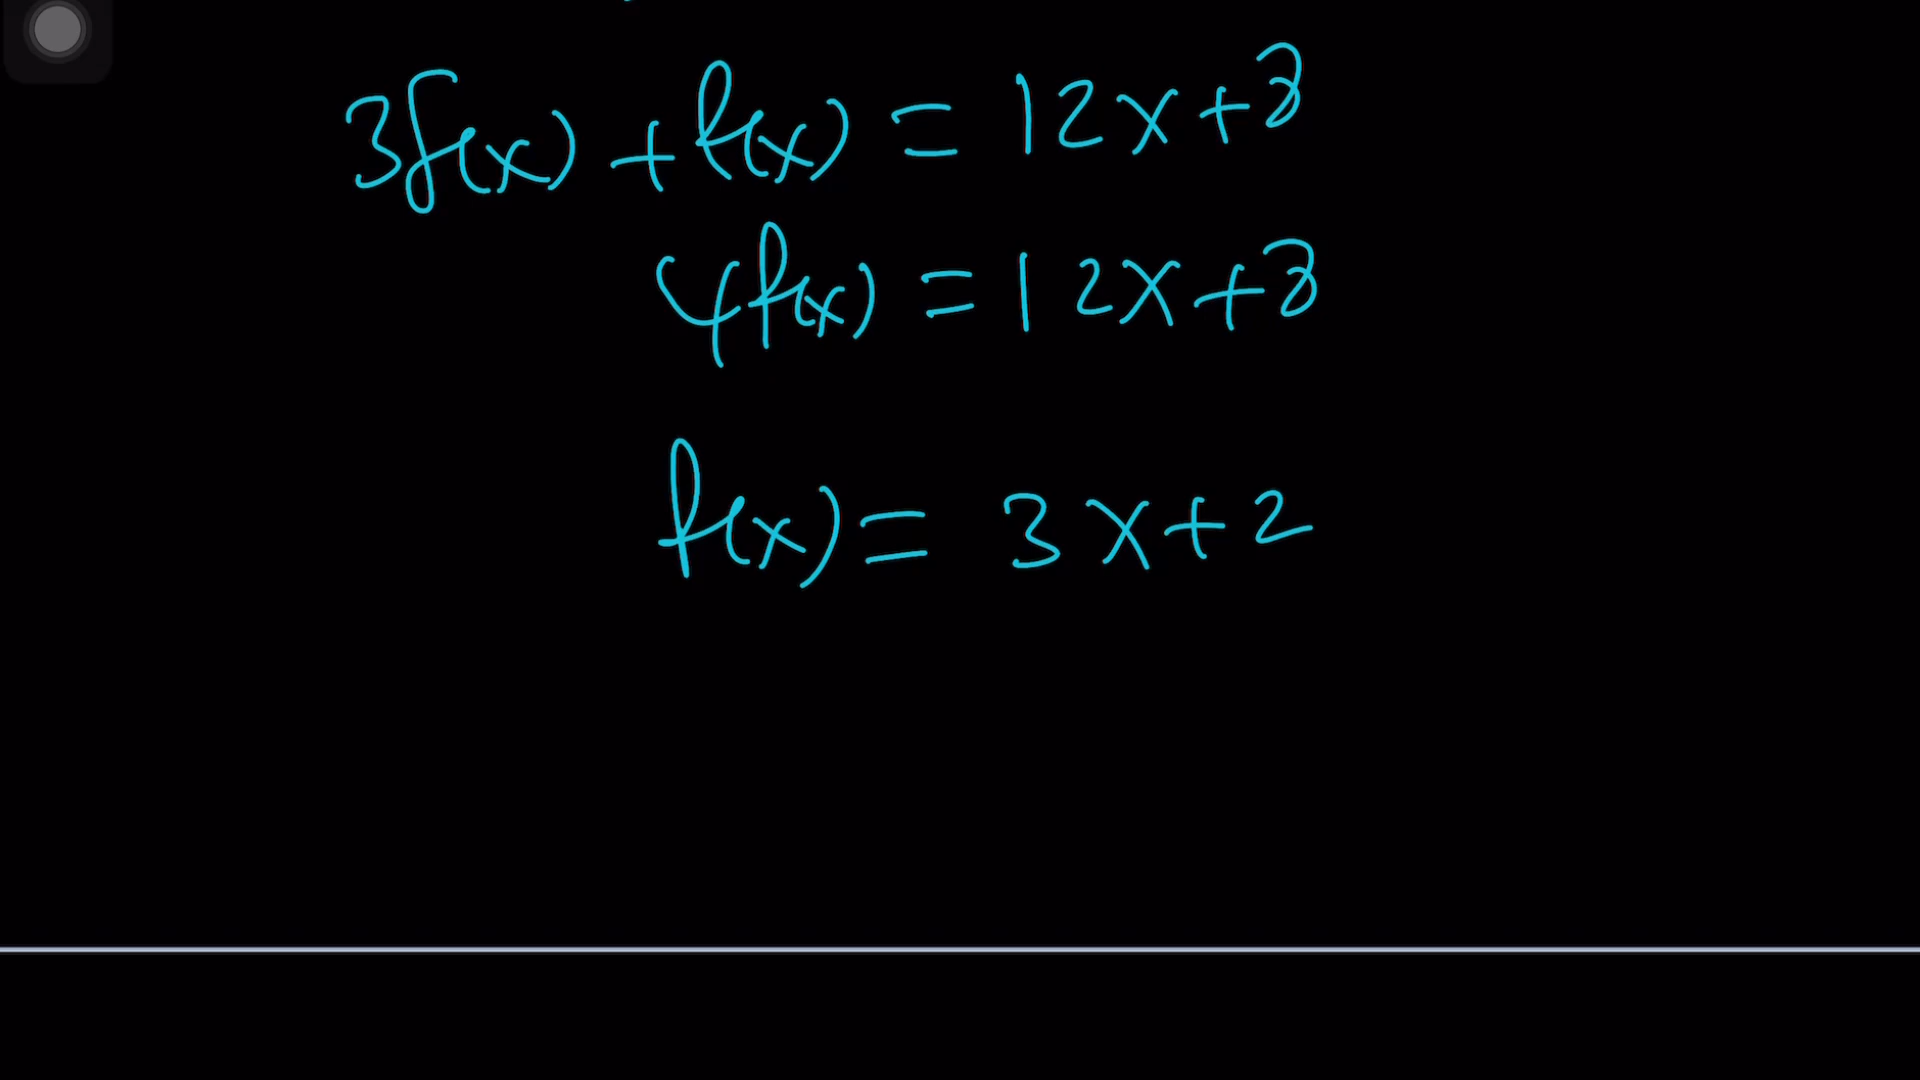 3f(x) + f(x) = 12x+8
4f(x) = 12x+8
f(x) = 3x+2